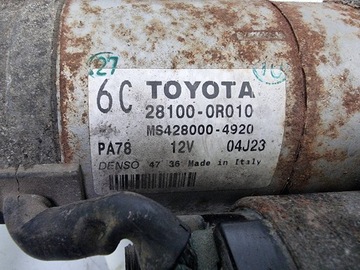 27
6C TOYOTA
28100-0R010
MS428000-4920
PA78 12V 04J23
DENSO 47 36 Made in Italy